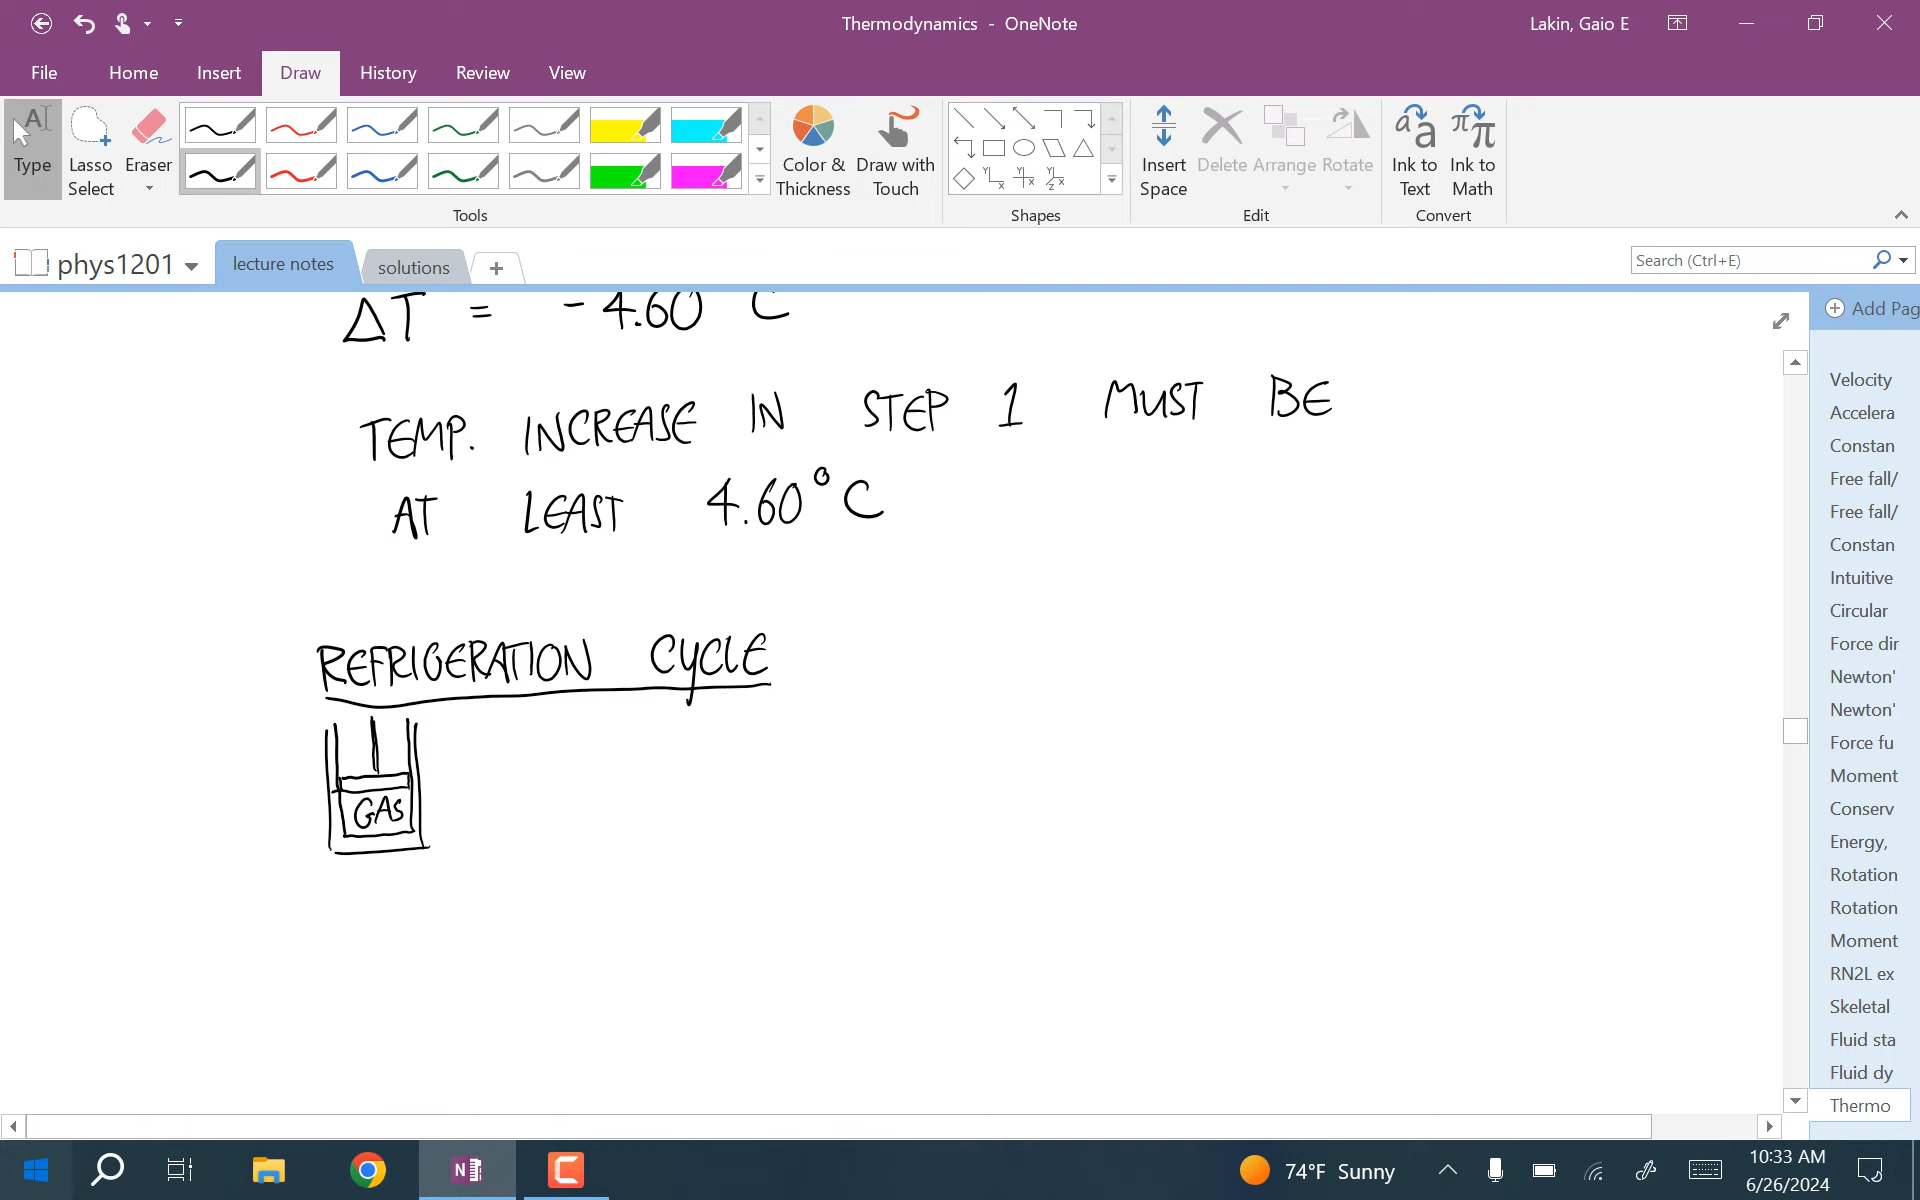 Thermodynamics - OneNote
Lakin, Gaio E
File Home Insert Draw History Review View
Type
Lasso Select
Eraser
Color & Thickness
Draw with Touch
Insert Space
Delete
Arrange
Rotate
Ink to Text
Ink to Math
Tools
Shapes
Edit
Convert
phys1201
lecture notes
solutions
Search (Ctrl+E)
ΔT = - 4.60 C
TEMP. INCREASE IN STEP 1 MUST BE
AT LEAST 4.60°C
REFRIGERATION CYCLE
GAS
Add Pag
Velocity
Accelera
Constan
Free fall/
Free fall/
Constan
Intuitive
Circular
Force dir
Newton'
Newton'
Force fu
Moment
Conserv
Energy,
Rotation
Rotation
Moment
RN2L ex
Skeletal
Fluid sta
Fluid dy
Thermo
74°F Sunny
10:33 AM
6/26/2024